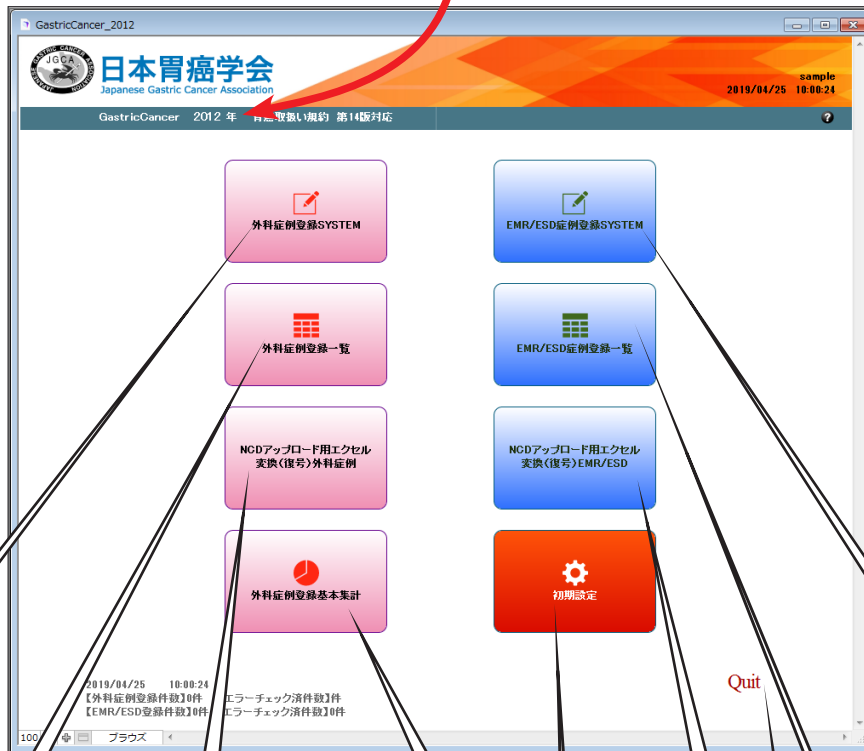 GastricCancer_2012
JGCA
日本胃癌学会
Japanese Gastric Cancer Association
sample
2019/04/25 10:00:24
GastricCancer 2012 年 胃癌取扱い規約 第14版対応
?
外科症例登録SYSTEM
EMR/ESD症例登録SYSTEM
外科症例登録一覧
EMR/ESD症例登録一覧
NCDアップロード用エクセル
変換(復号)外科症例
NCDアップロード用エクセル
変換(復号)EMR/ESD
外科症例登録基本集計
初期設定
2019/04/25 10:00:24
【外科症例登録件数】0件 エラーチェック済件数】件
【EMR/ESD登録件数】0件 エラーチェック済件数】0件
Quit
100
ブラウズ